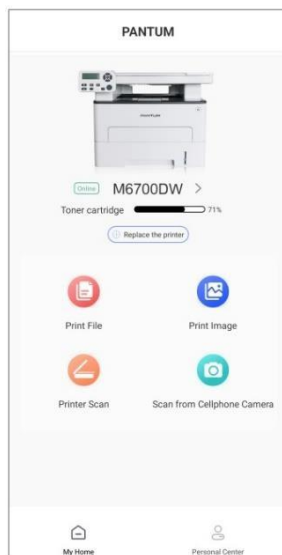 PANTUM
PANTUM
Online M6700DW >
Toner cartridge 71%
Replace the printer
Print File Print Image
Printer Scan Scan from Cellphone Camera
My Home Personal Center